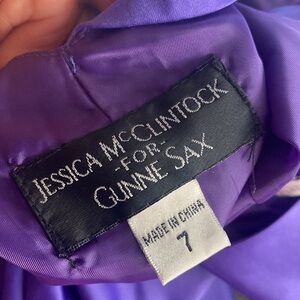 JESSICA MCCLINTOCK
-FOR-
GUNNE SAX
MADE IN CHINA
7